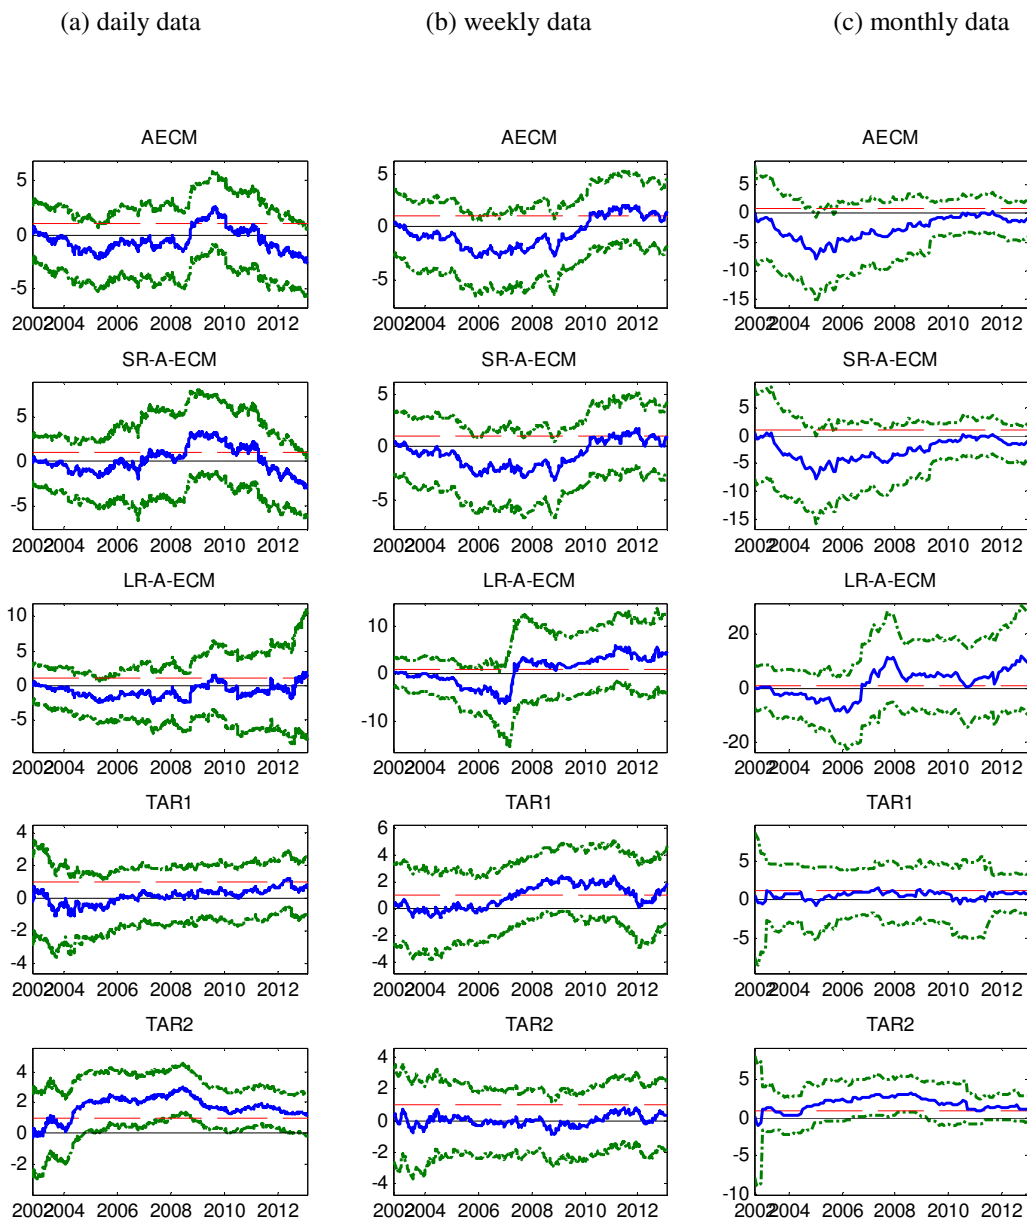 (a) daily data (b) weekly data (c) monthly data
AECM AECM AECM
5 0 -5
2002 2004 2006 2008 2010 2012
5 0 -5
2002 2004 2006 2008 2010 2012
5 0 -5 -10 -15
2002 2004 2006 2008 2010 2012
SR-A-ECM SR-A-ECM SR-A-ECM
5 0 -5
2002 2004 2006 2008 2010 2012
5 0 -5
2002 2004 2006 2008 2010 2012
5 0 -5 -10 -15
2002 2004 2006 2008 2010 2012
LR-A-ECM LR-A-ECM LR-A-ECM
10 5 0 -5
2002 2004 2006 2008 2010 2012
10 0 -10
2002 2004 2006 2008 2010 2012
20 0 -20
2002 2004 2006 2008 2010 2012
TAR1 TAR1 TAR1
4 2 0 -2 -4
2002 2004 2006 2008 2010 2012
6 4 2 0 -2 -4
2002 2004 2006 2008 2010 2012
5 0 -5
2002 2004 2006 2008 2010 2012
TAR2 TAR2 TAR2
4 2 0 -2
2002 2004 2006 2008 2010 2012
4 2 0 -2 -4
2002 2004 2006 2008 2010 2012
5 0 -10
2002 2004 2006 2008 2010 2012